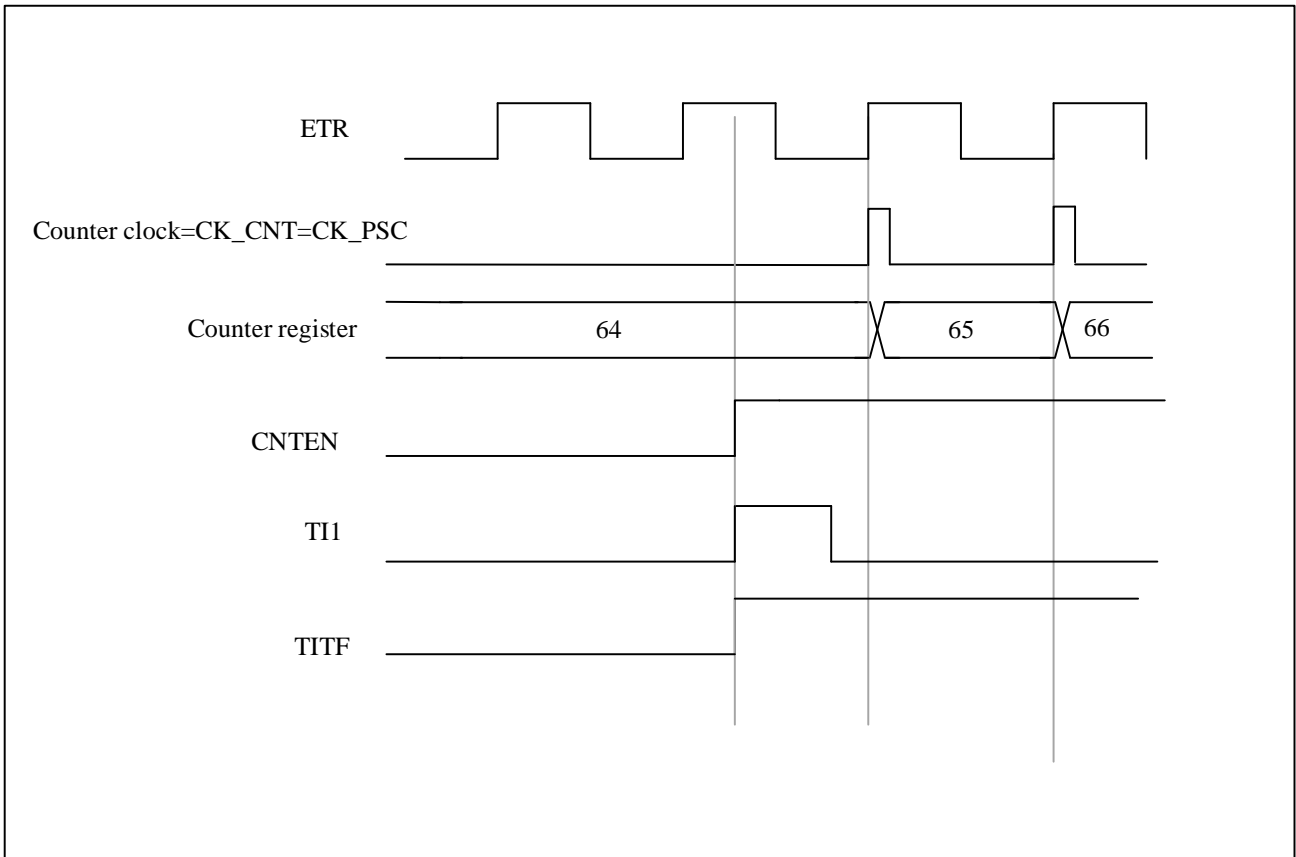 ETR
Counter clock=CK_CNT=CK_PSC
Counter register
64
65
66
CNTEN
TI1
TITF